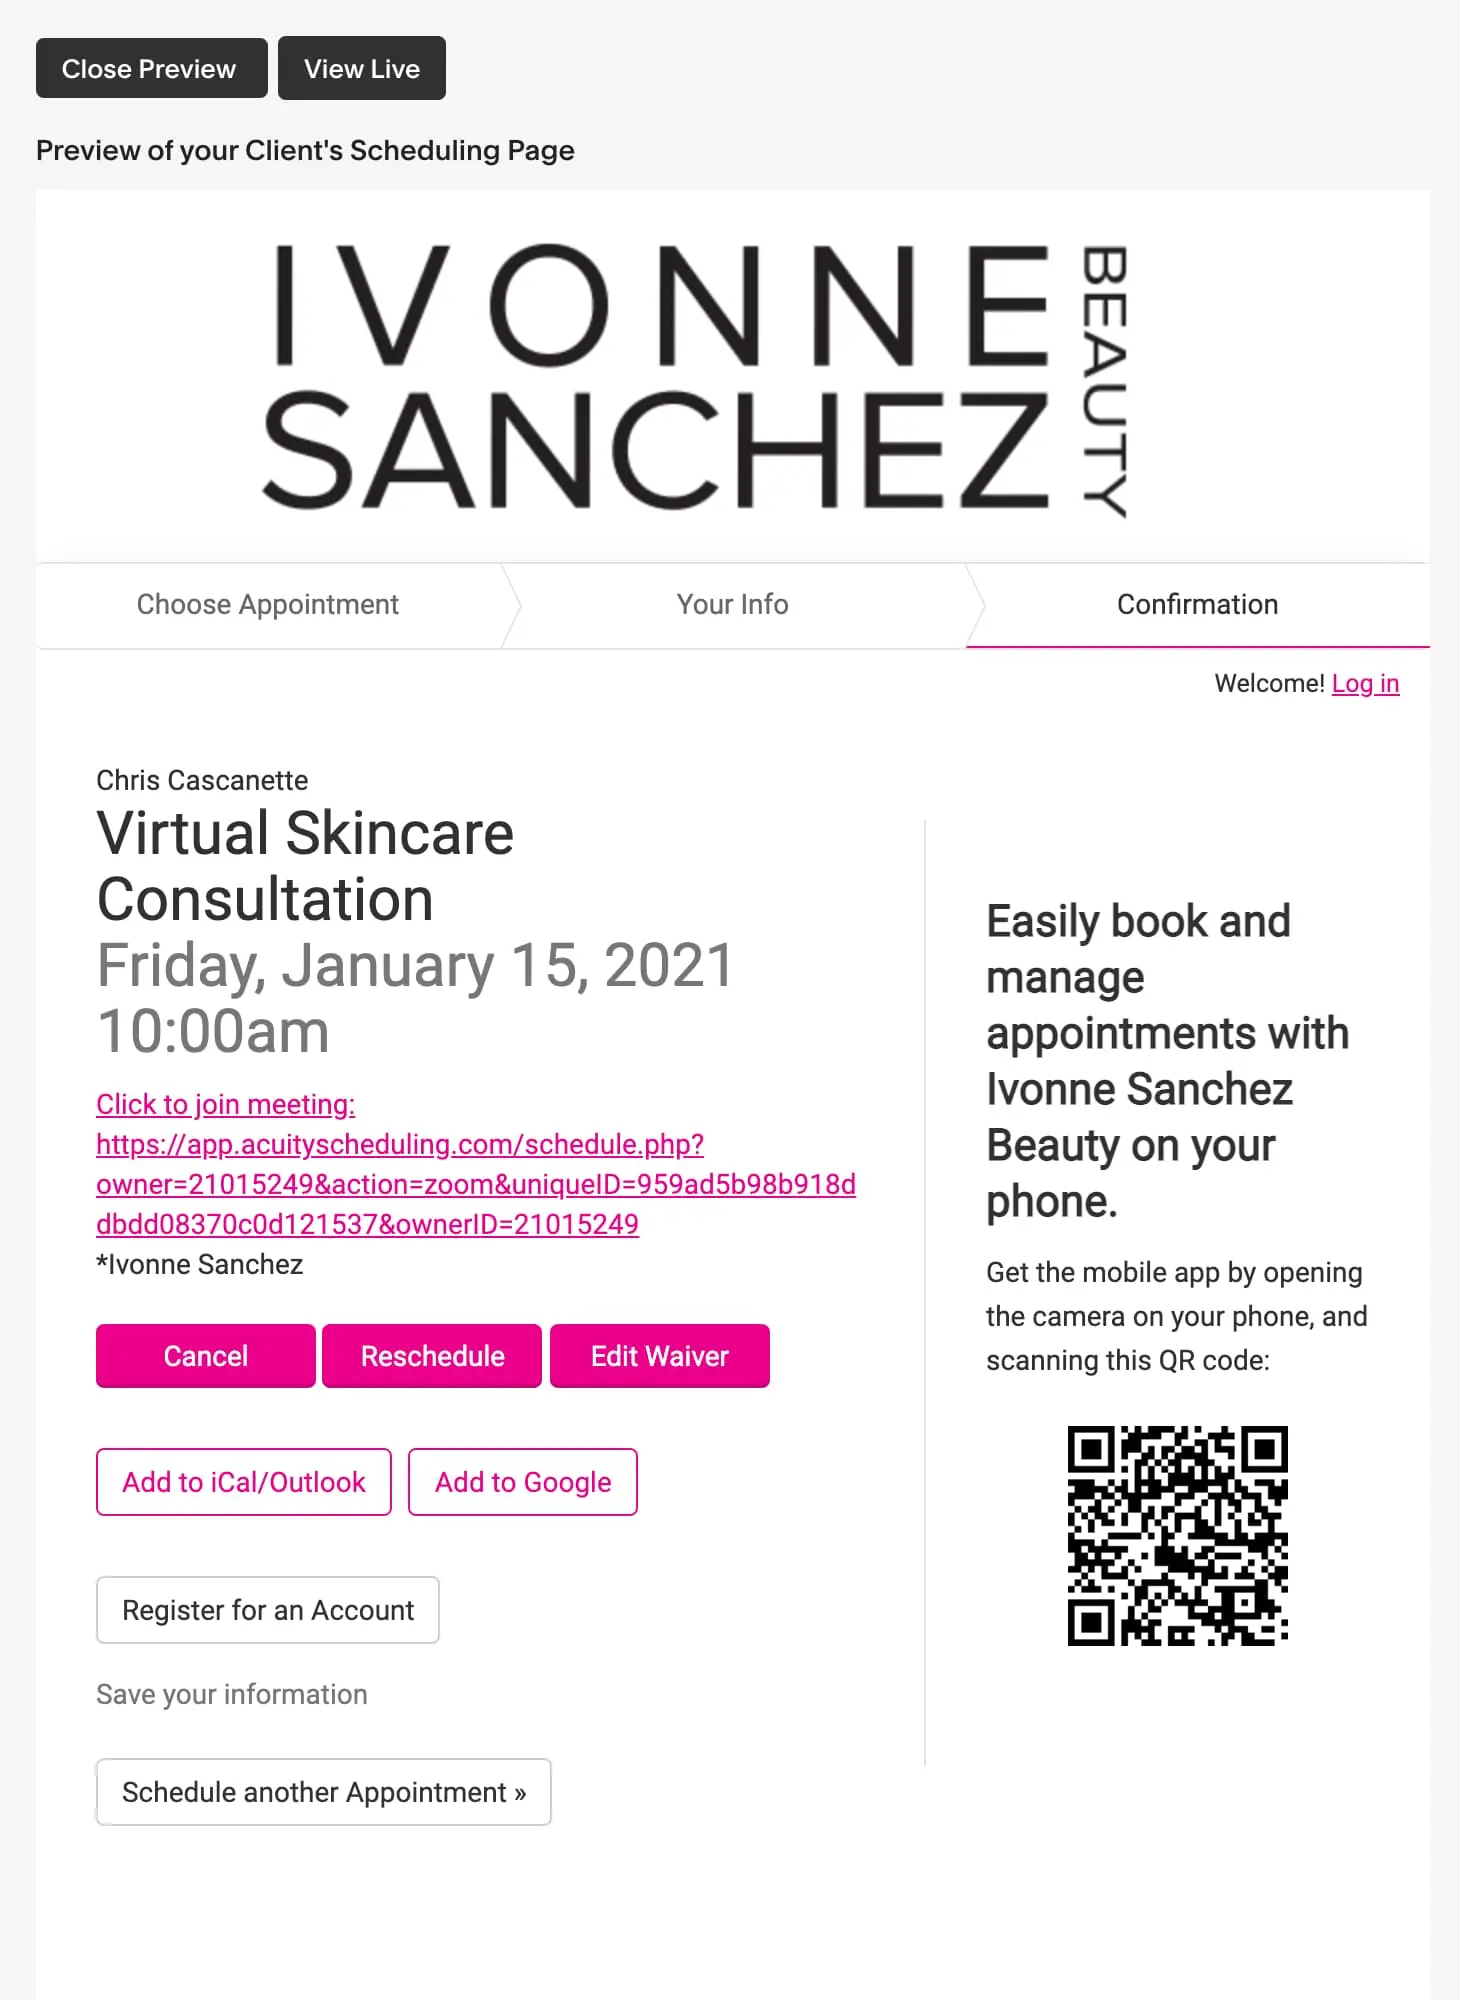 Close Preview
View Live
Preview of your Client's Scheduling Page
IVONNE
SANCHEZ
BEAUTY
Choose Appointment
Your Info
Confirmation
Welcome! Log in
Chris Cascanette
Virtual Skincare
Consultation
Friday, January 15, 2021
10:00am
Click to join meeting:
https://app.acuityscheduling.com/schedule.php?
owner=21015249&action=zoom&uniqueID=959ad5b98b918d
dbdd08370c0d121537&ownerID=21015249
*Ivonne Sanchez
Cancel
Reschedule
Edit Waiver
Add to iCal/Outlook
Add to Google
Register for an Account
Save your information
Schedule another Appointment »
Easily book and
manage
appointments with
Ivonne Sanchez
Beauty on your
phone.
Get the mobile app by opening
the camera on your phone, and
scanning this QR code: